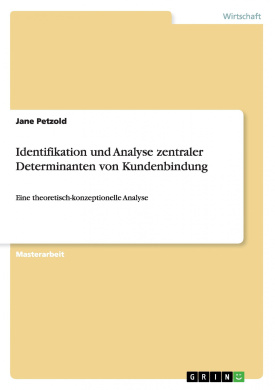 Wirtschaft
Jane Petzold
Identifikation und Analyse zentraler
Determinanten von Kundenbindung
Eine theoretisch-konzeptionelle Analyse
Masterarbeit
GRIN